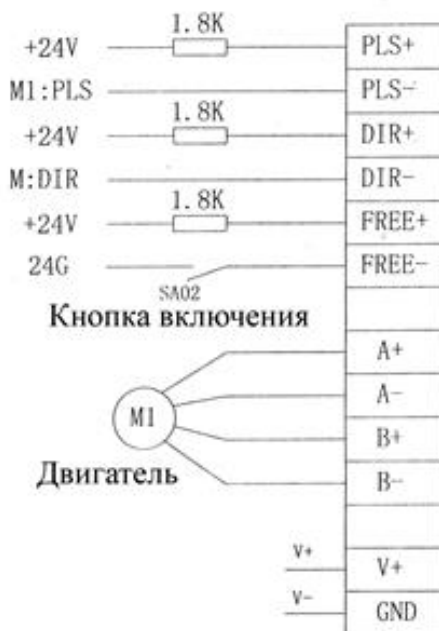 1.8K
+24V PLS+
M1:PLS PLS-
1.8K
+24V DIR+
M:DIR DIR-
1.8K
+24V FREE+
24G FREE-
SA02
Кнопка включения
A+
A-
M1
B+
Двигатель B-
V+ V+
V- GND